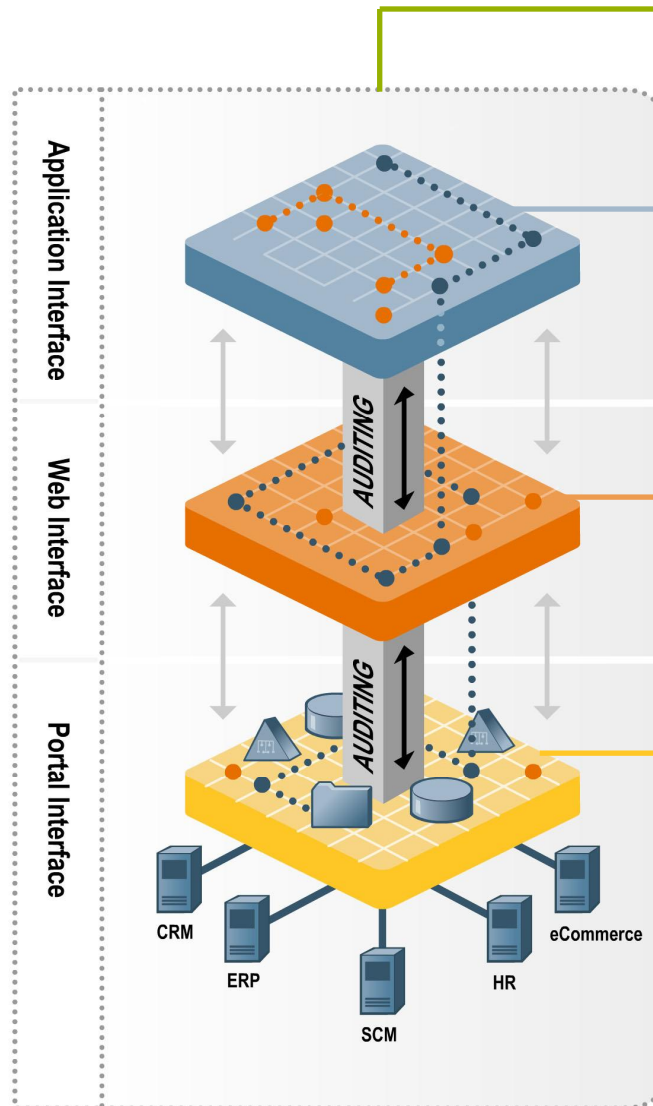 Application Interface
AUDITING
Web Interface
AUDITING
Portal Interface
CRM
ERP
SCM
HR
eCommerce